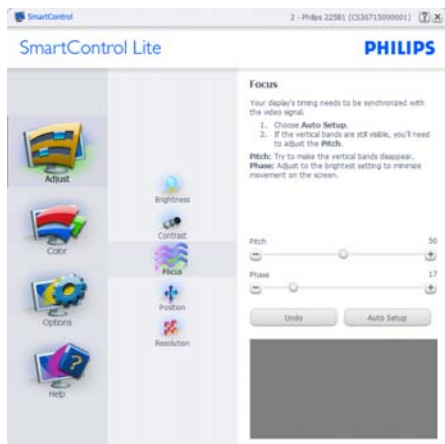 SmartControl
2 - Philips 225B1 (CS30715000001)
SmartControl Lite
PHILIPS
Adjust
Color
Options
Help
Brightness
Contrast
Focus
Position
Resolution
Focus
Your display's timing needs to be synchronized with
the video signal.
1. Choose Auto Setup.
2. If the vertical bands are still visible, you'll need
to adjust the Pitch.
Pitch: Try to make the vertical bands disappear.
Phase: Adjust to the brightest setting to minimize
movement on the screen.
Pitch 50
Phase 17
Undo
Auto Setup